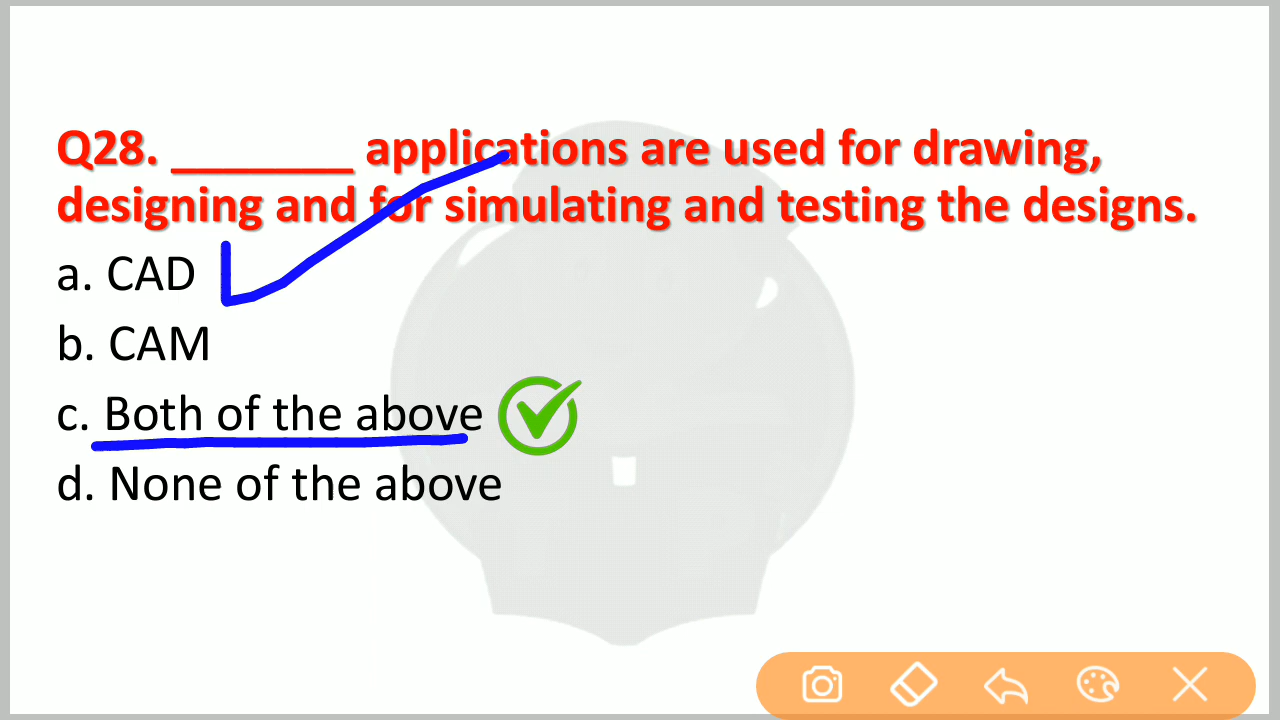 Q28. _______ applications are used for drawing,
designing and for simulating and testing the designs.
a. CAD
b. CAM
c. Both of the above
d. None of the above